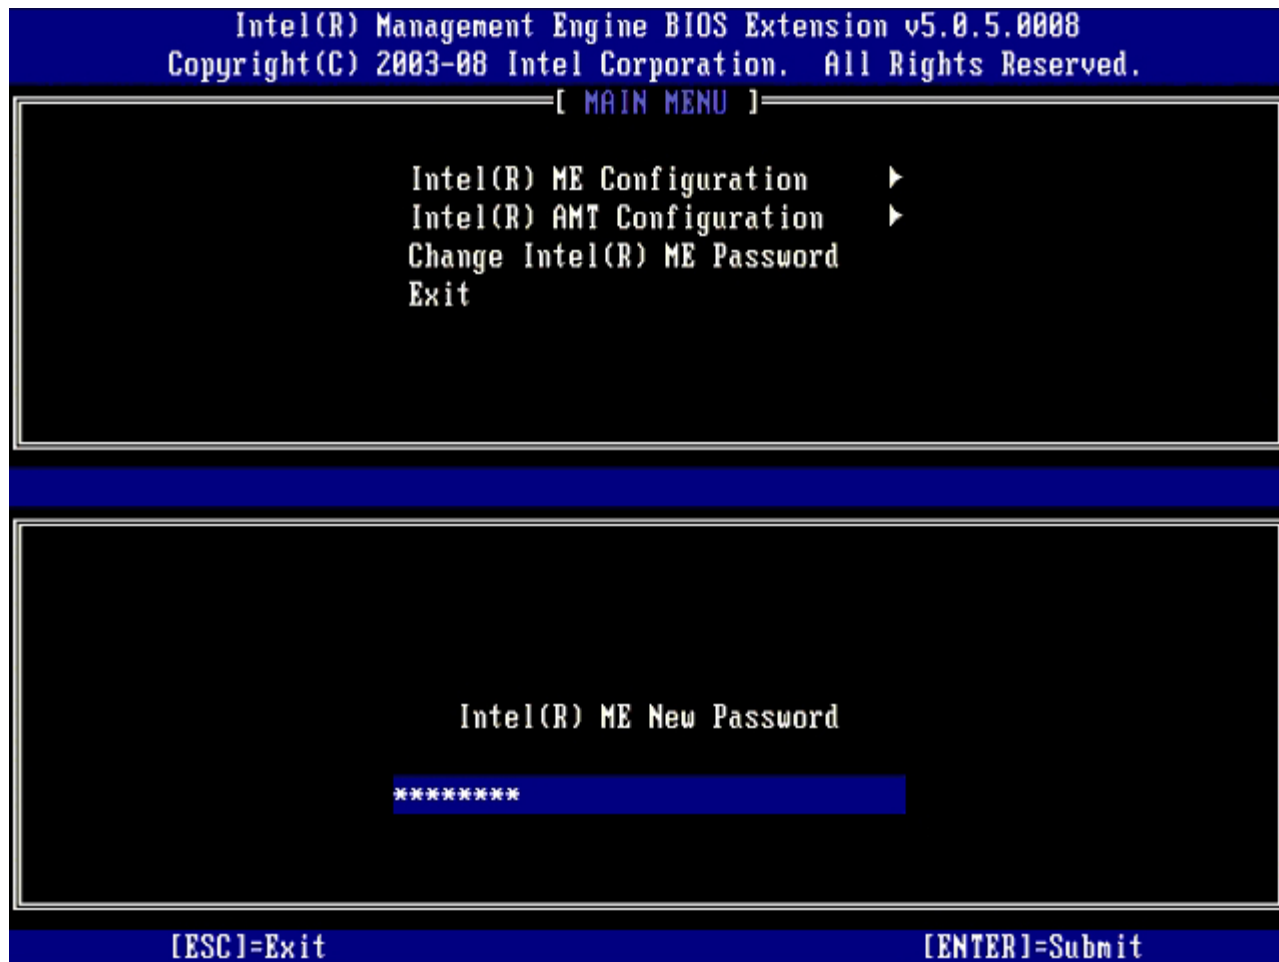 Intel(R) Management Engine BIOS Extension v5.0.5.0008
Copyright(C) 2003-08 Intel Corporation.  All Rights Reserved.
[ MAIN MENU ]
Intel(R) ME Configuration ►
Intel(R) AMT Configuration ►
Change Intel(R) ME Password
Exit
Intel(R) ME New Password
********
[ESC]=Exit [ENTER]=Submit